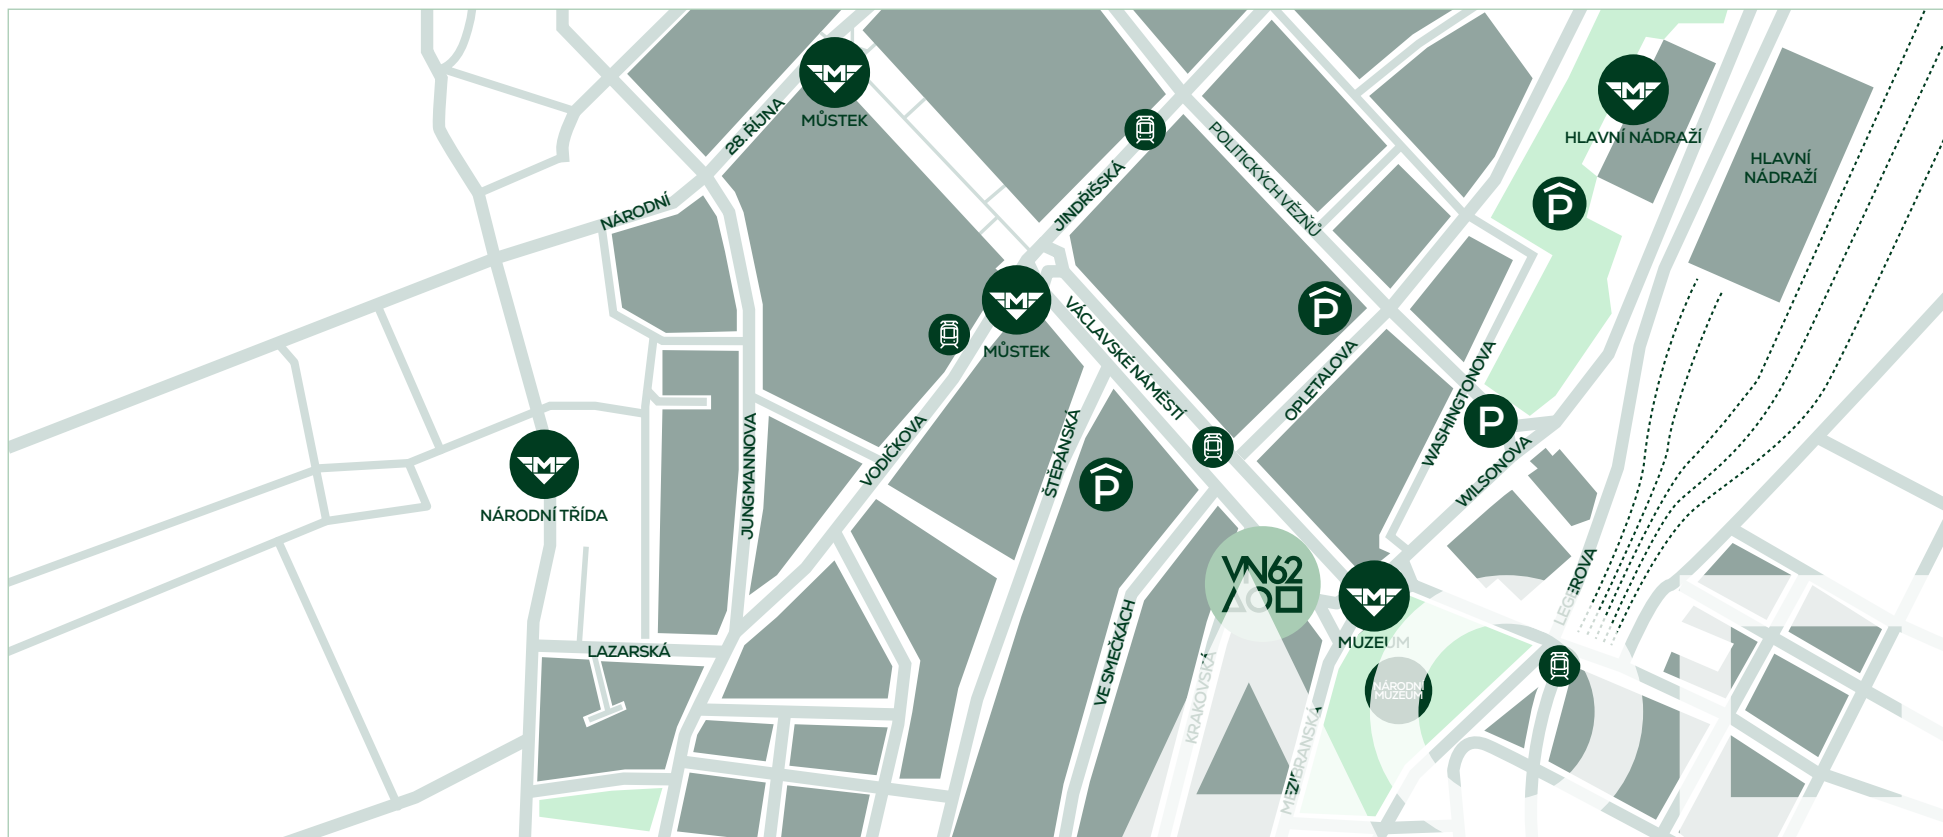 MŮSTEK
28. ŘÍJNA
NÁRODNÍ
JINDŘIŠSKÁ
POLITICKÝCH VĚZŇŮ
HLAVNÍ NÁDRAŽÍ
HLAVNÍ
NÁDRAŽÍ
P
P
MŮSTEK
VÁCLAVSKÉ NÁMĚSTÍ
OPLETALOVA
WASHINGTONOVA
P
WILSONOVA
VODIČKOVA
ŠTĚPÁNSKÁ
P
JUNGMANNOVA
NÁRODNÍ TŘÍDA
VN62
LEGEROVA
MUZEUM
NÁRODNÍ
MUZEUM
LAZARSKÁ
VE SMEČKÁCH
KRAKOVSKÁ
MEZIBRANSKÁ